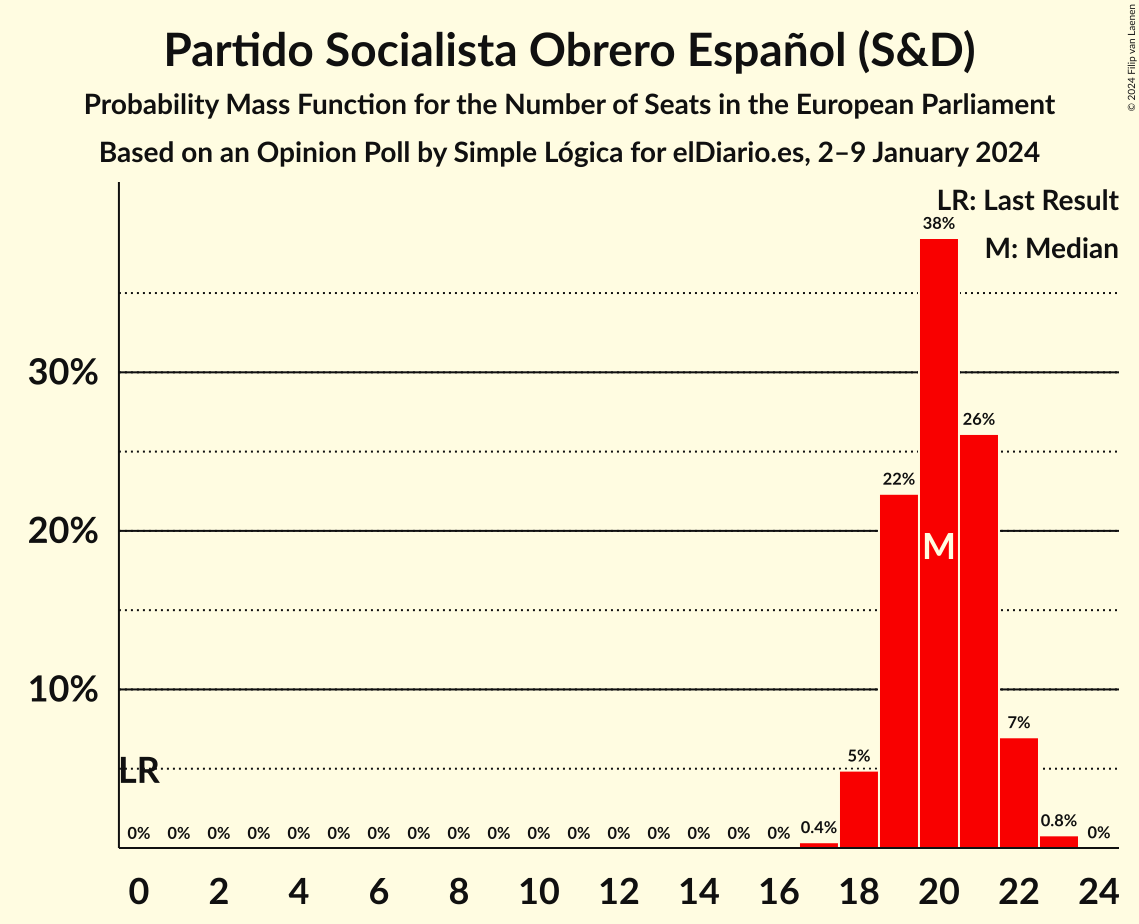 Partido Socialista Obrero Español (S&D)
Probability Mass Function for the Number of Seats in the European Parliament
Based on an Opinion Poll by Simple Lógica for elDiario.es, 2–9 January 2024
© 2024 Filip van Laenen
LR: Last Result
M: Median
38%
30%
26%
22%
20%
M
10%
7%
5%
LR
0% 0% 0% 0% 0% 0% 0% 0% 0% 0% 0% 0% 0% 0% 0% 0% 0% 0.4% 0.8% 0%
0 2 4 6 8 10 12 14 16 18 20 22 24